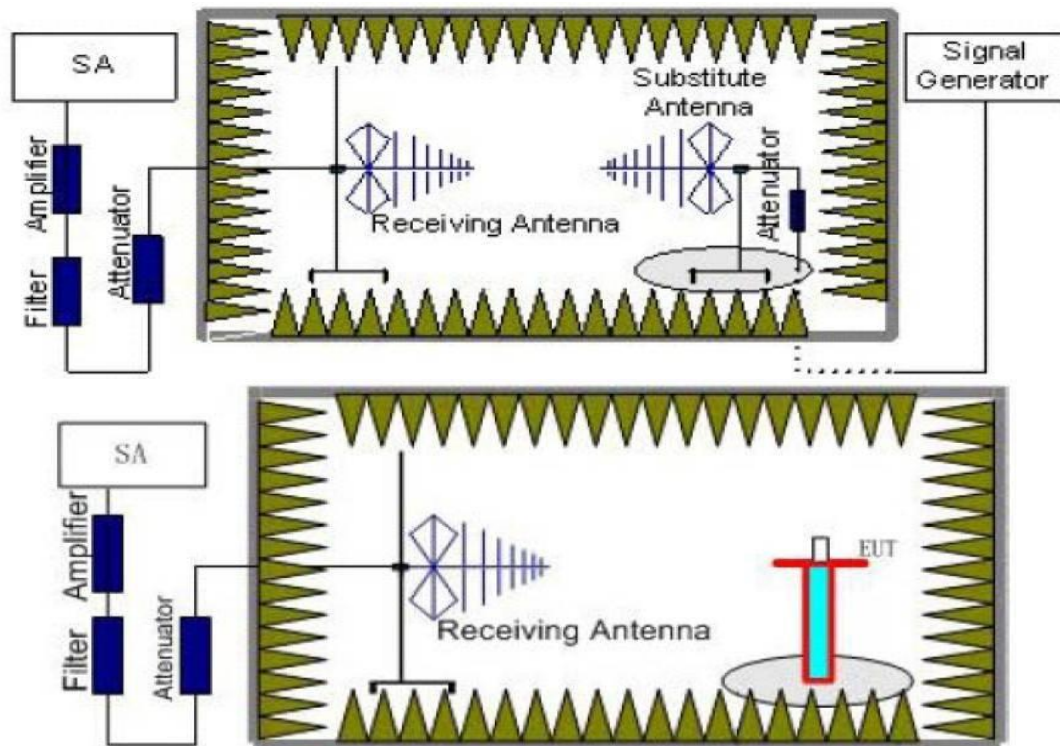 SA
Amplifier
Filter
Attenuator
Receiving Antenna
Substitute
Antenna
Attenuator
Signal
Generator
SA
Amplifier
Filter
Attenuator
Receiving Antenna
EUT